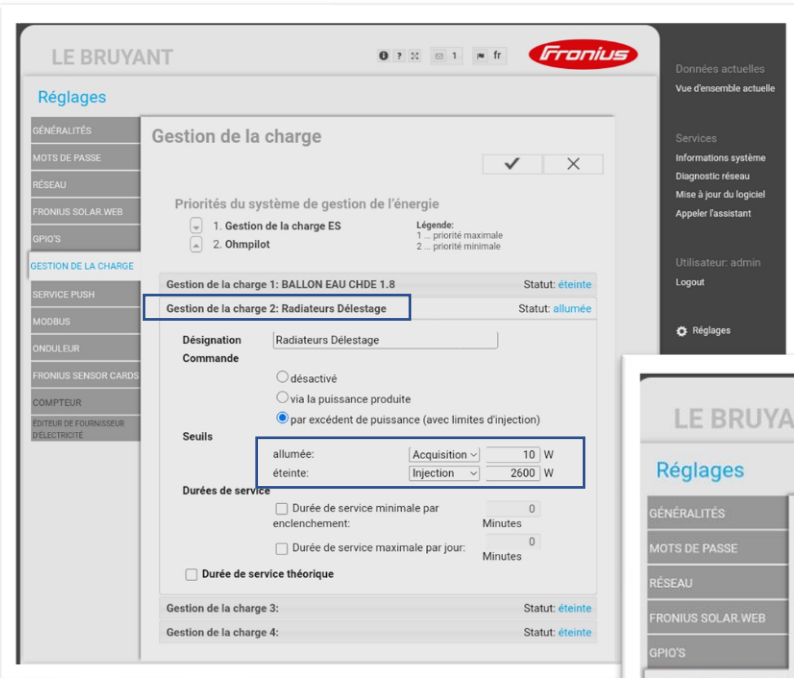 LE BRUYANT
1
fr
Fronius
Réglages
GÉNÉRALITÉS
MOTS DE PASSE
RÉSEAU
FRONIUS SOLAR.WEB
GPIO'S
GESTION DE LA CHARGE
SERVICE PUSH
MODBUS
ONDULEUR
FRONIUS SENSOR CARDS
COMPTEUR
ÉDITEUR DE FOURNISSEUR
D'ÉLECTRICITÉ
Gestion de la charge
Priorités du système de gestion de l'énergie
1. Gestion de la charge ES
2. Ohmpilot
Légende:
1 ... priorité maximale
2 ... priorité minimale
Gestion de la charge 1: BALLON EAU CHDE 1.8 Statut: éteinte
Gestion de la charge 2: Radiateurs Délestage Statut: allumée
Désignation Radiateurs Délestage
Commande
désactivé
via la puissance produite
par excédent de puissance (avec limites d'injection)
Seuils
allumée: Acquisition 10 W
éteinte: Injection 2600 W
Durées de service
Durée de service minimale par 0
enclenchement: Minutes
Durée de service maximale par jour: 0
Minutes
Durée de service théorique
Gestion de la charge 3: Statut: éteinte
Gestion de la charge 4: Statut: éteinte
Données actuelles
Vue d'ensemble actuelle
Services
Informations système
Diagnostic réseau
Mise à jour du logiciel
Appeler l'assistant
Utilisateur: admin
Logout
Réglages
LE BRUYA
Réglages
GÉNÉRALITÉS
MOTS DE PASSE
RÉSEAU
FRONIUS SOLAR.WEB
GPIO'S